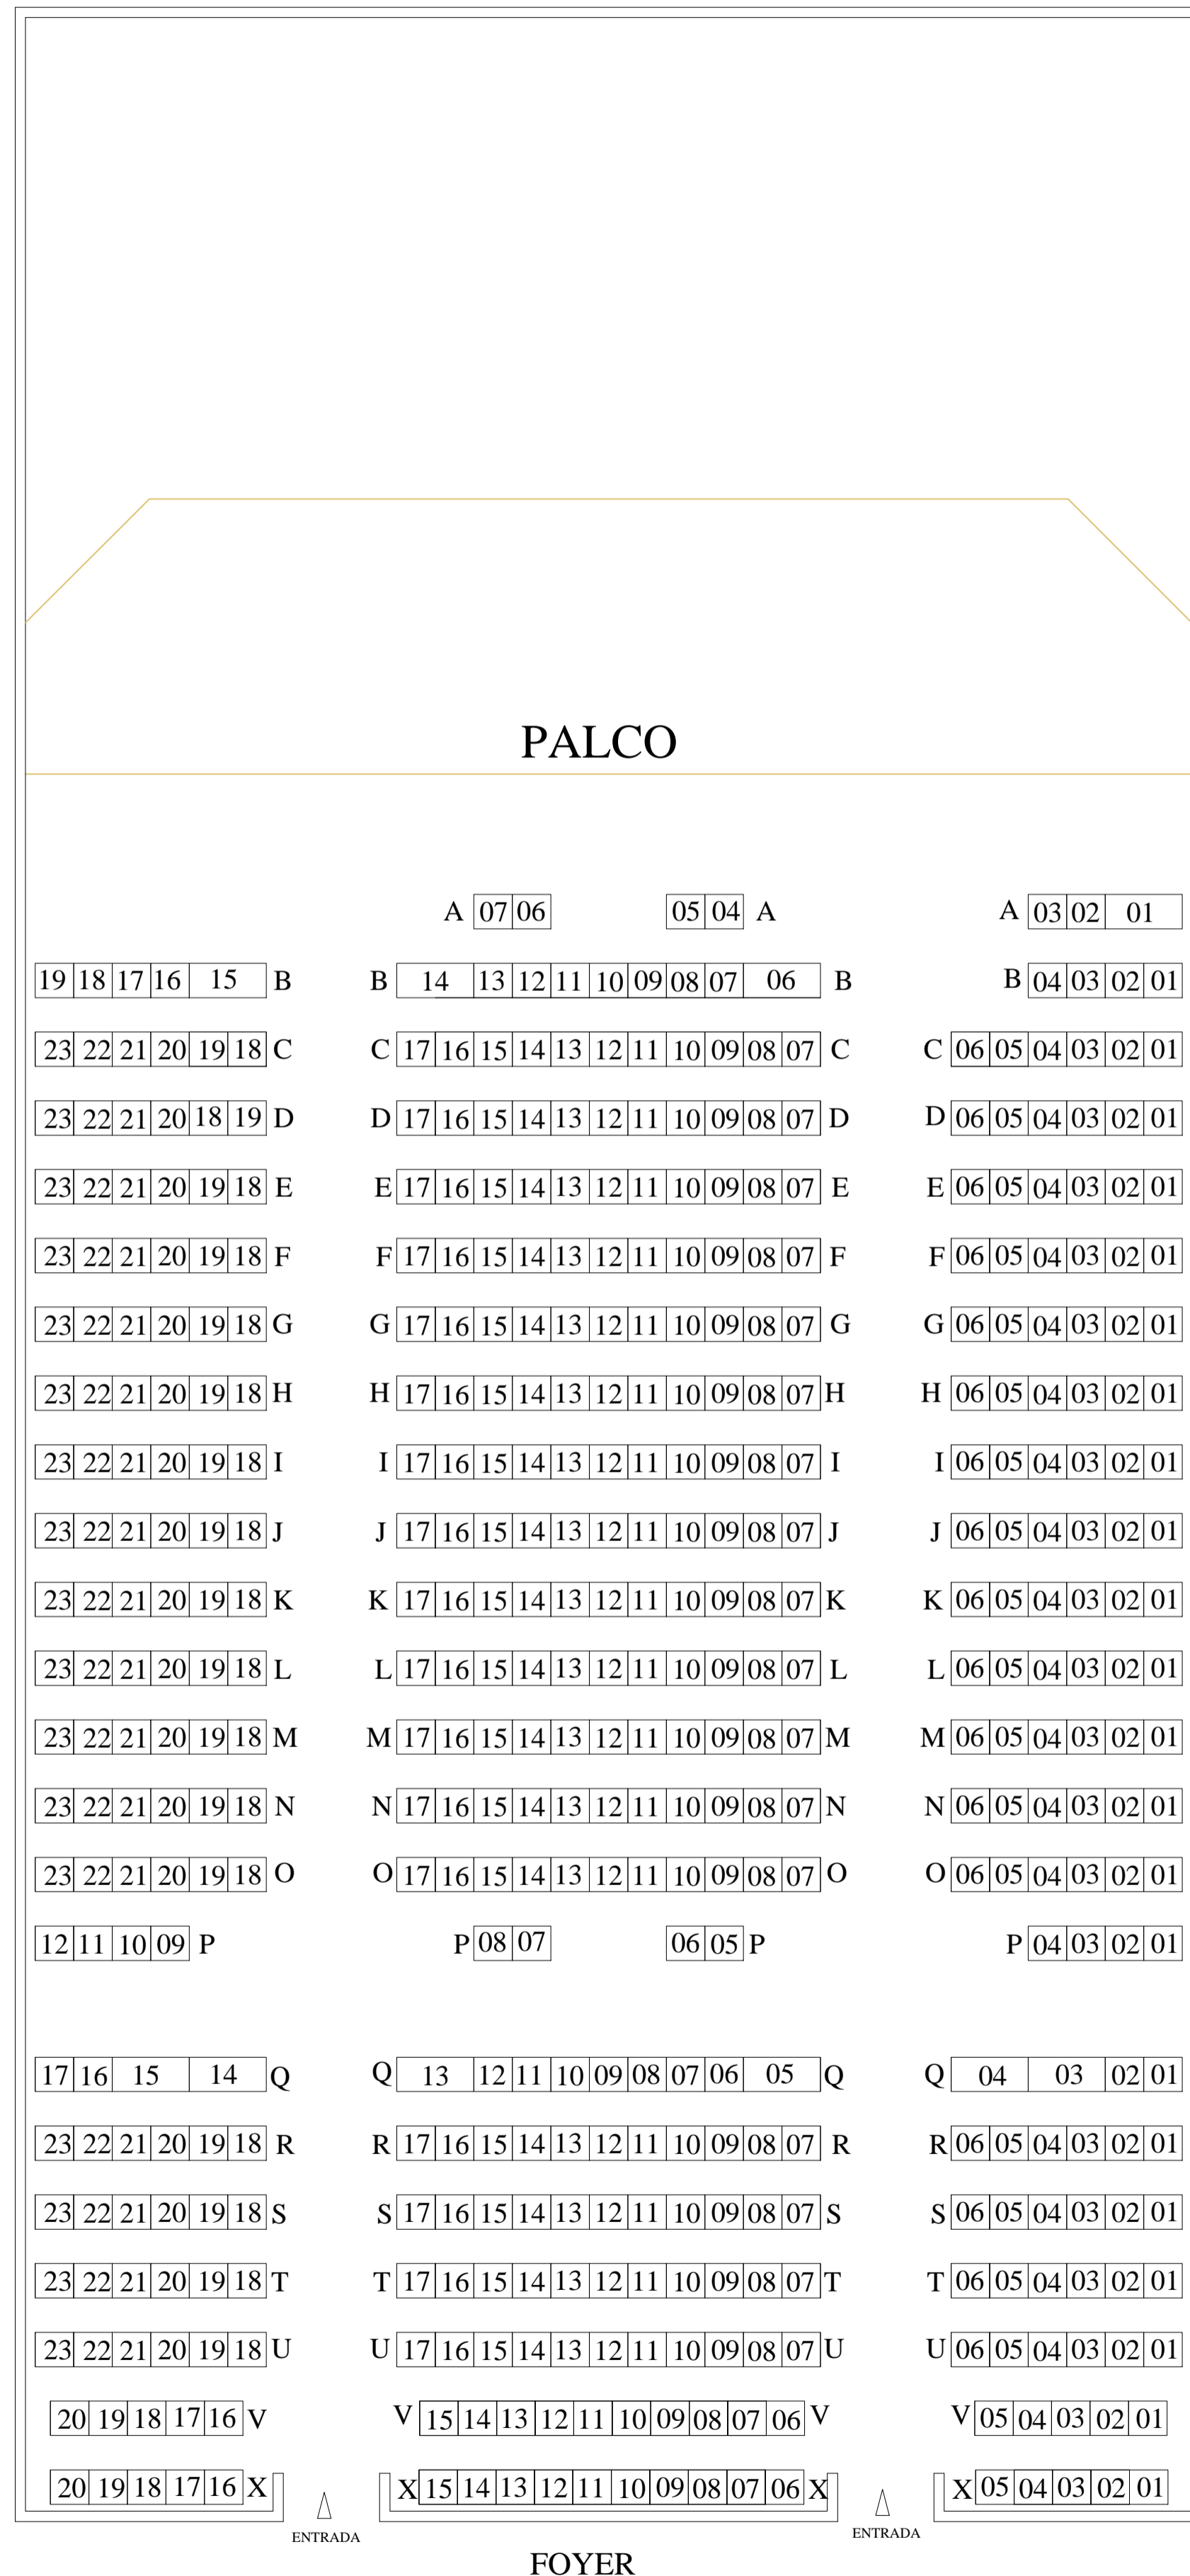 PALCO
A 07 06 05 04 A A 03 02 01
19 18 17 16 15 B B 14 13 12 11 10 09 08 07 06 B B 04 03 02 01
23 22 21 20 19 18 C C 17 16 15 14 13 12 11 10 09 08 07 C C 06 05 04 03 02 01
23 22 21 20 18 19 D D 17 16 15 14 13 12 11 10 09 08 07 D D 06 05 04 03 02 01
23 22 21 20 19 18 E E 17 16 15 14 13 12 11 10 09 08 07 E E 06 05 04 03 02 01
23 22 21 20 19 18 F F 17 16 15 14 13 12 11 10 09 08 07 F F 06 05 04 03 02 01
23 22 21 20 19 18 G G 17 16 15 14 13 12 11 10 09 08 07 G G 06 05 04 03 02 01
23 22 21 20 19 18 H H 17 16 15 14 13 12 11 10 09 08 07 H H 06 05 04 03 02 01
23 22 21 20 19 18 I I 17 16 15 14 13 12 11 10 09 08 07 I I 06 05 04 03 02 01
23 22 21 20 19 18 J J 17 16 15 14 13 12 11 10 09 08 07 J J 06 05 04 03 02 01
23 22 21 20 19 18 K K 17 16 15 14 13 12 11 10 09 08 07 K K 06 05 04 03 02 01
23 22 21 20 19 18 L L 17 16 15 14 13 12 11 10 09 08 07 L L 06 05 04 03 02 01
23 22 21 20 19 18 M M 17 16 15 14 13 12 11 10 09 08 07 M M 06 05 04 03 02 01
23 22 21 20 19 18 N N 17 16 15 14 13 12 11 10 09 08 07 N N 06 05 04 03 02 01
23 22 21 20 19 18 O O 17 16 15 14 13 12 11 10 09 08 07 O O 06 05 04 03 02 01
12 11 10 09 P P 08 07 06 05 P P 04 03 02 01
17 16 15 14 Q Q 13 12 11 10 09 08 07 06 05 Q Q 04 03 02 01
23 22 21 20 19 18 R R 17 16 15 14 13 12 11 10 09 08 07 R R 06 05 04 03 02 01
23 22 21 20 19 18 S S 17 16 15 14 13 12 11 10 09 08 07 S S 06 05 04 03 02 01
23 22 21 20 19 18 T T 17 16 15 14 13 12 11 10 09 08 07 T T 06 05 04 03 02 01
23 22 21 20 19 18 U U 17 16 15 14 13 12 11 10 09 08 07 U U 06 05 04 03 02 01
20 19 18 17 16 V V 15 14 13 12 11 10 09 08 07 06 V V 05 04 03 02 01
20 19 18 17 16 X X 15 14 13 12 11 10 09 08 07 06 X X 05 04 03 02 01
ENTRADA ENTRADA
FOYER